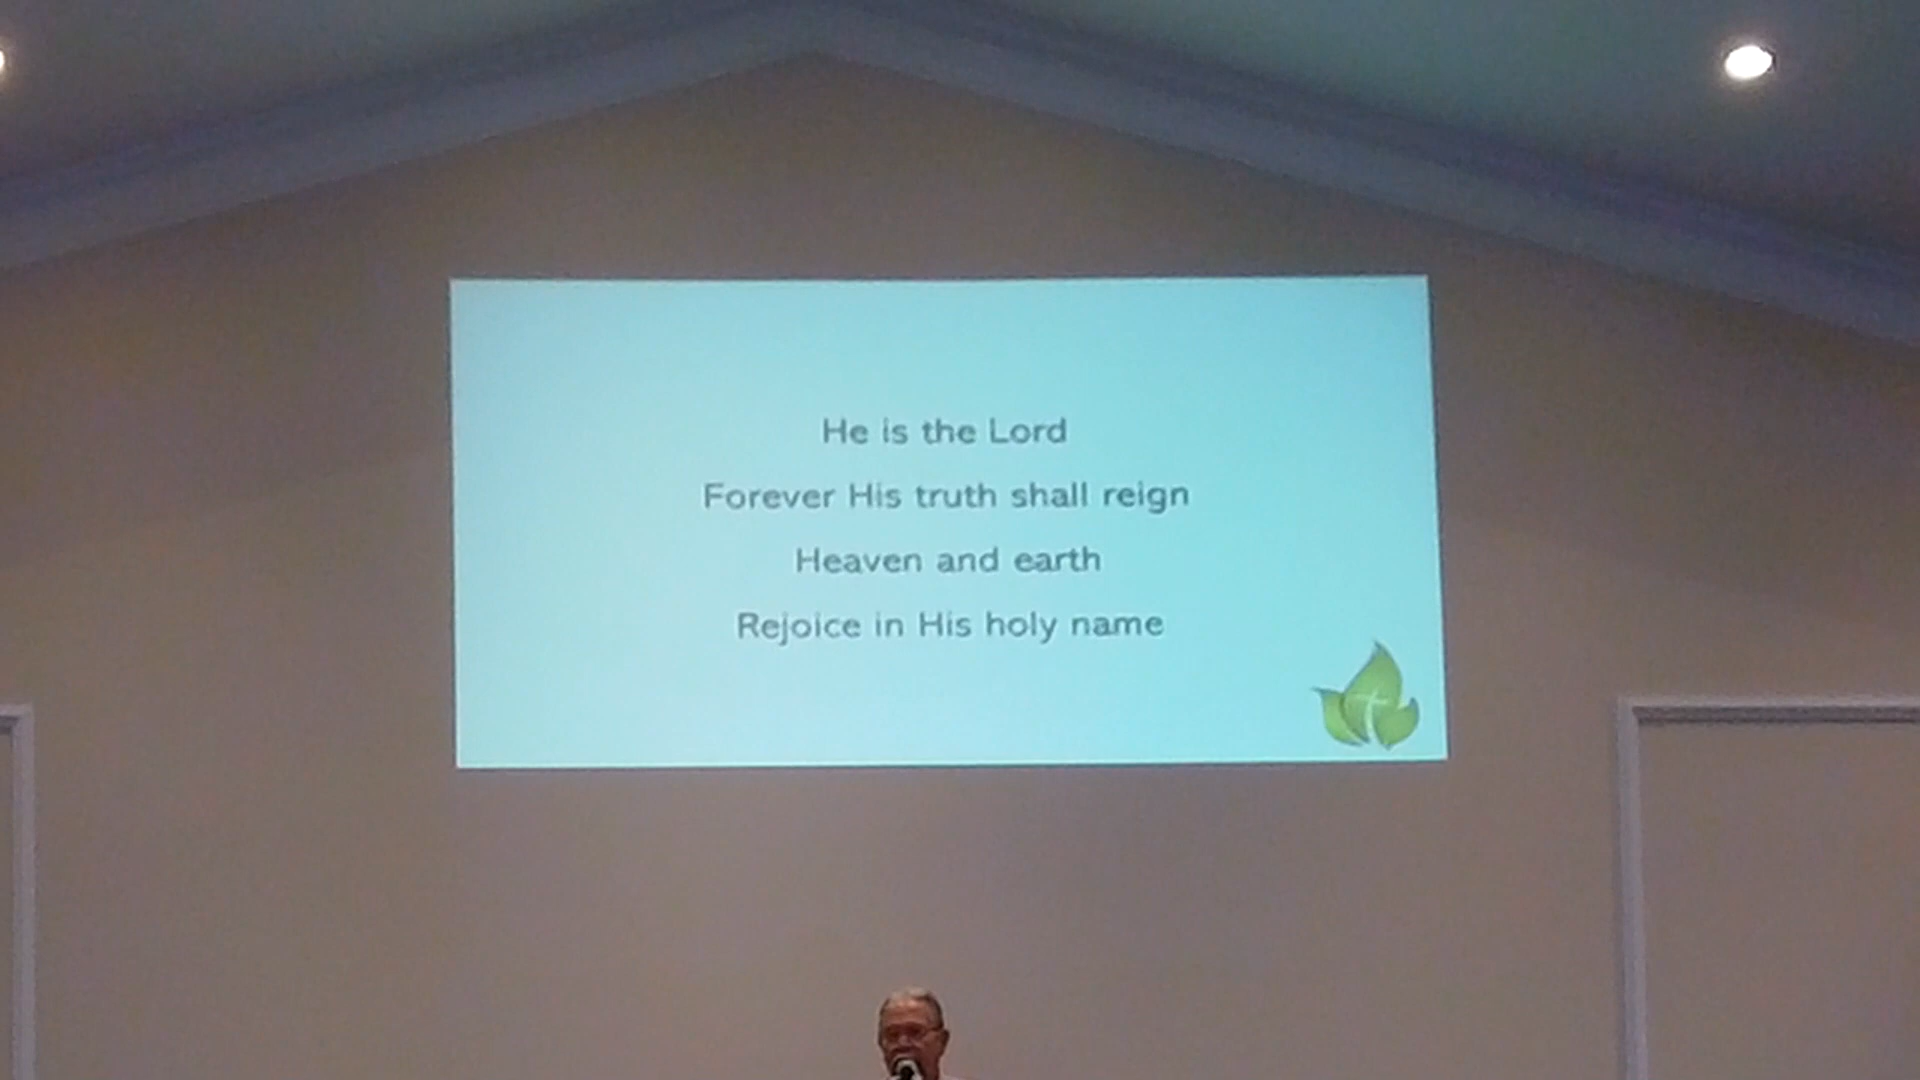 He is the Lord
Forever His truth shall reign
Heaven and earth
Rejoice in His holy name